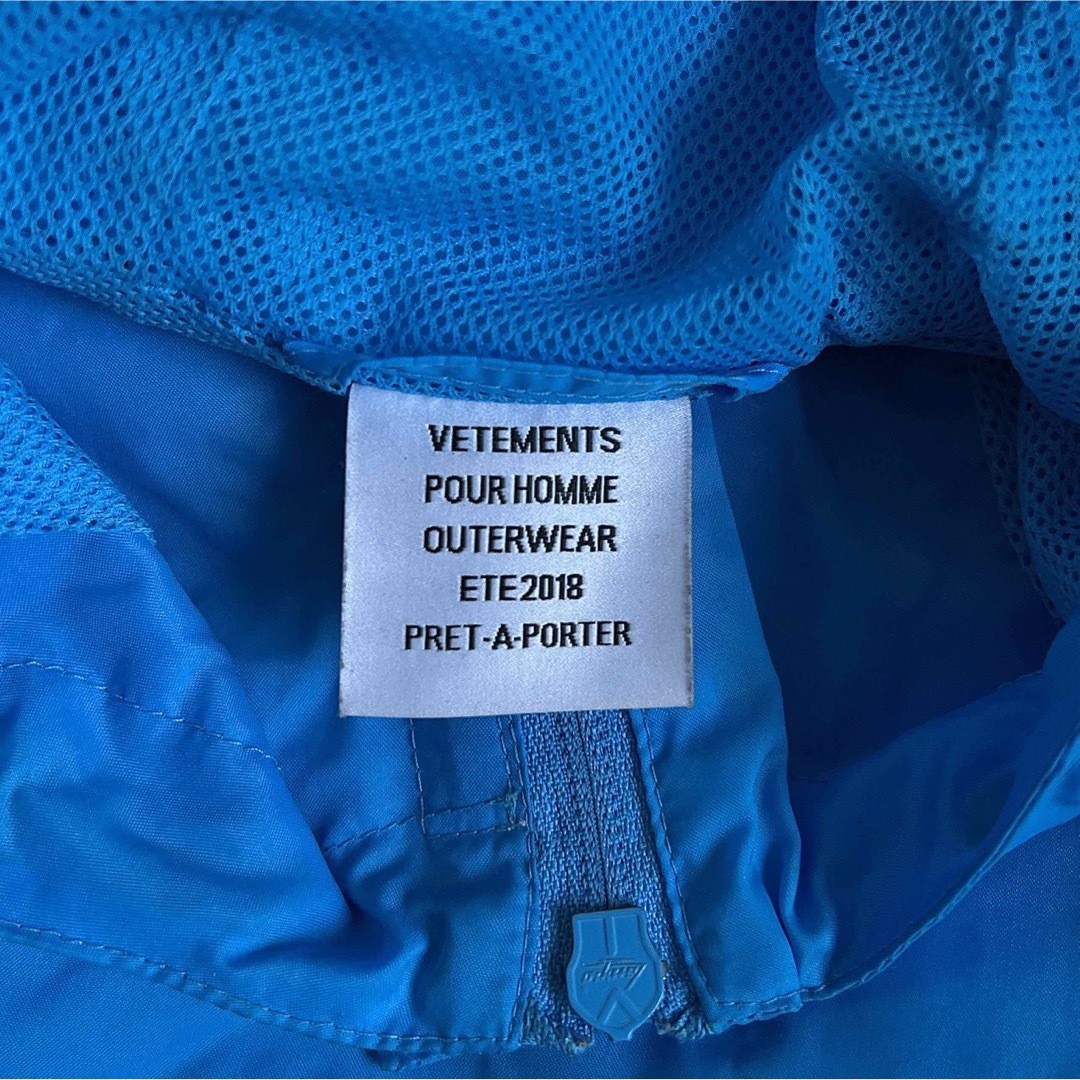 VETEMENTS
POUR HOMME
OUTERWEAR
ETE2018
PRET-A-PORTER